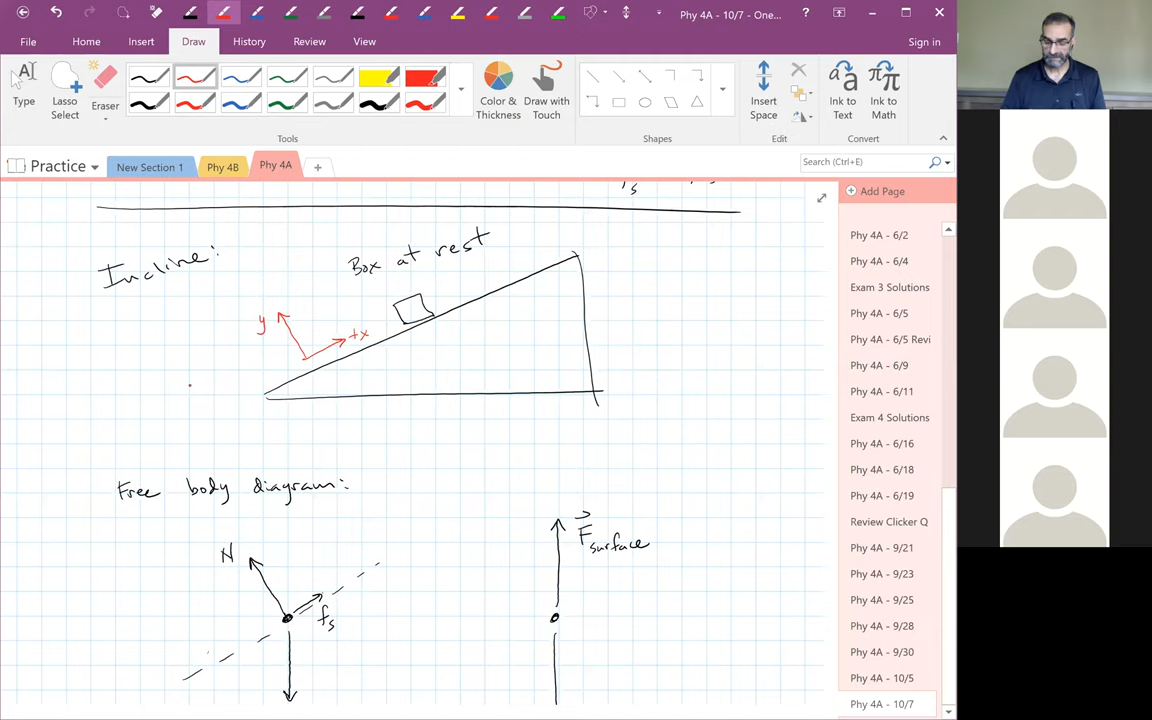 Phy 4A - 10/7 - One...
?
File
Home
Insert
Draw
History
Review
View
Sign in
Type
Lasso
Select
Eraser
Color &
Thickness
Draw with
Touch
Insert
Space
Ink to
Text
Ink to
Math
Tools
Shapes
Edit
Convert
Practice
New Section 1
Phy 4B
Phy 4A
Search (Ctrl+E)
Add Page
Phy 4A - 6/2
Phy 4A - 6/4
Exam 3 Solutions
Phy 4A - 6/5
Phy 4A - 6/5 Revi
Phy 4A - 6/9
Phy 4A - 6/11
Exam 4 Solutions
Phy 4A - 6/16
Phy 4A - 6/18
Phy 4A - 6/19
Review Clicker Q
Phy 4A - 9/21
Phy 4A - 9/23
Phy 4A - 9/25
Phy 4A - 9/28
Phy 4A - 9/30
Phy 4A - 10/5
Phy 4A - 10/7
Incline:
Box at rest
y
+x
Free body diagram:
N
fs
F surface